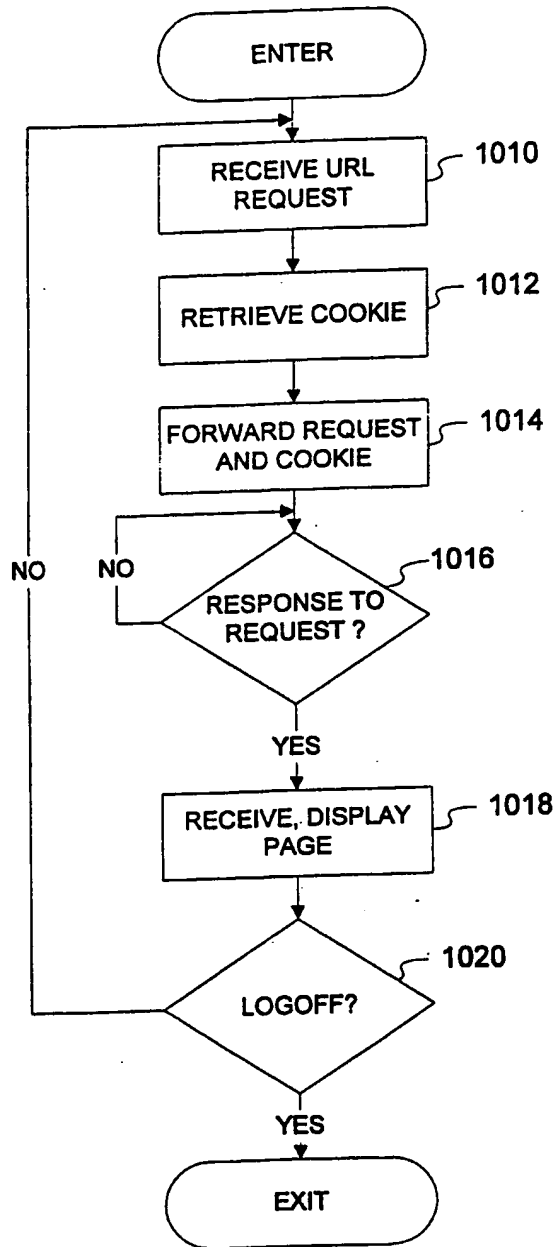 ENTER
1010
RECEIVE URL
REQUEST
1012
RETRIEVE COOKIE
1014
FORWARD REQUEST
AND COOKIE
NO
NO
1016
RESPONSE TO
REQUEST ?
YES
1018
RECEIVE, DISPLAY
PAGE
1020
LOGOFF?
YES
EXIT